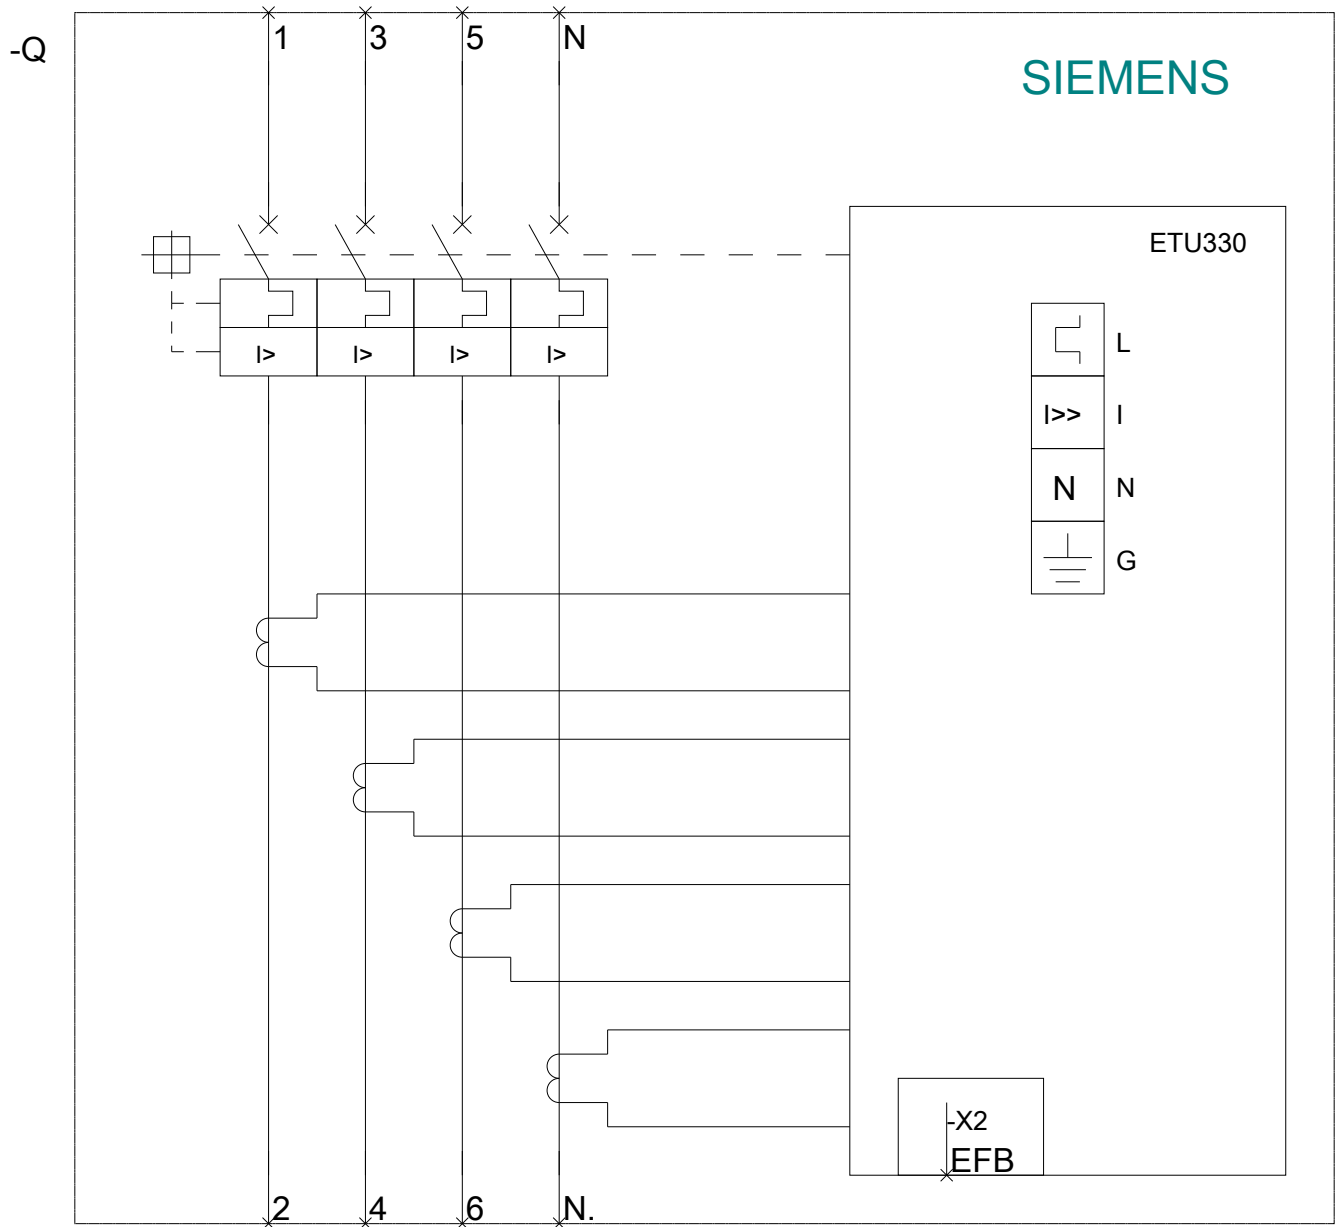 1 3 5 N
-Q
SIEMENS
ETU330
L
I> I> I> I>
I>> I
N N
G
-X2
EFB
2 4 6 N.